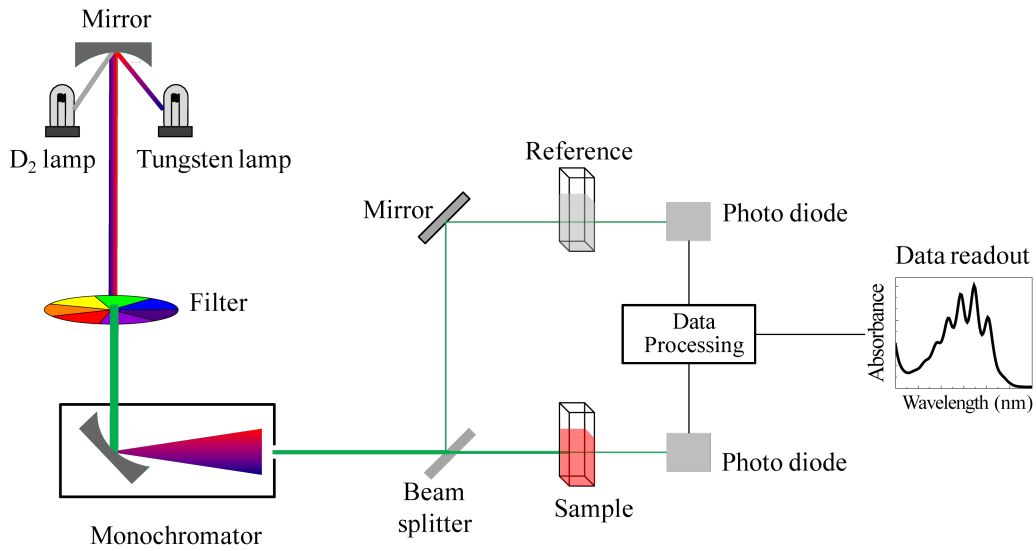 Mirror
D₂ lamp
Tungsten lamp
Filter
Monochromator
Mirror
Beam
splitter
Reference
Sample
Photo diode
Data
Processing
Photo diode
Data readout
Absorbance
Wavelength (nm)